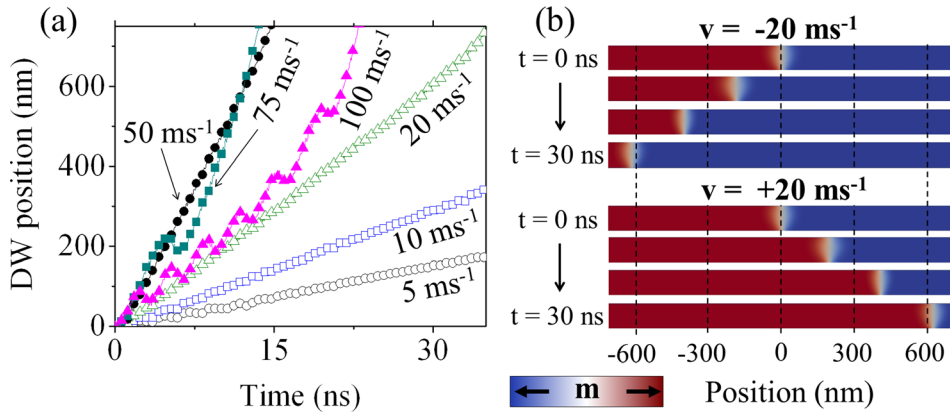 (a)
DW position (nm)
600
400
200
0
0
15
30
Time (ns)
50 ms⁻¹
75 ms⁻¹
100 ms⁻¹
20 ms⁻¹
10 ms⁻¹
5 ms⁻¹
(b)
v = -20 ms⁻¹
t = 0 ns
t = 30 ns
v = +20 ms⁻¹
t = 0 ns
t = 30 ns
-600 -300 0 300 600
m
Position (nm)